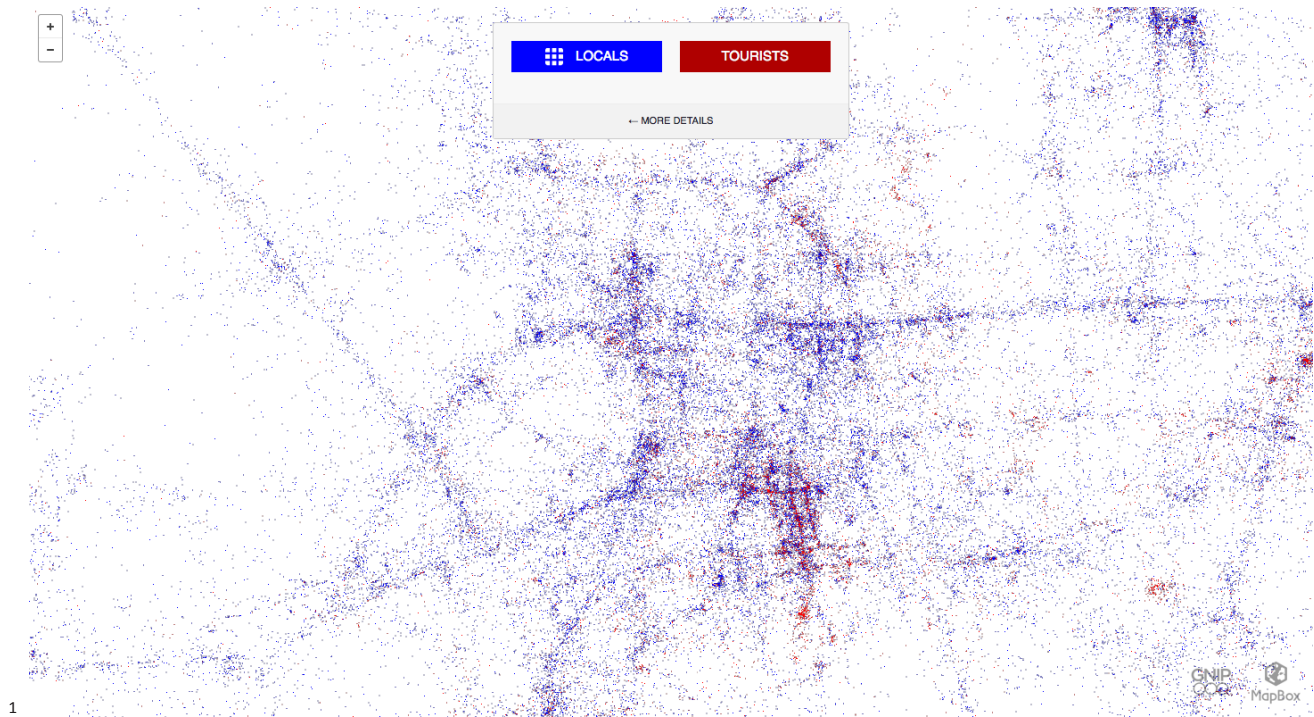 +
−
LOCALS TOURISTS
← MORE DETAILS
GNIP
MapBox
1